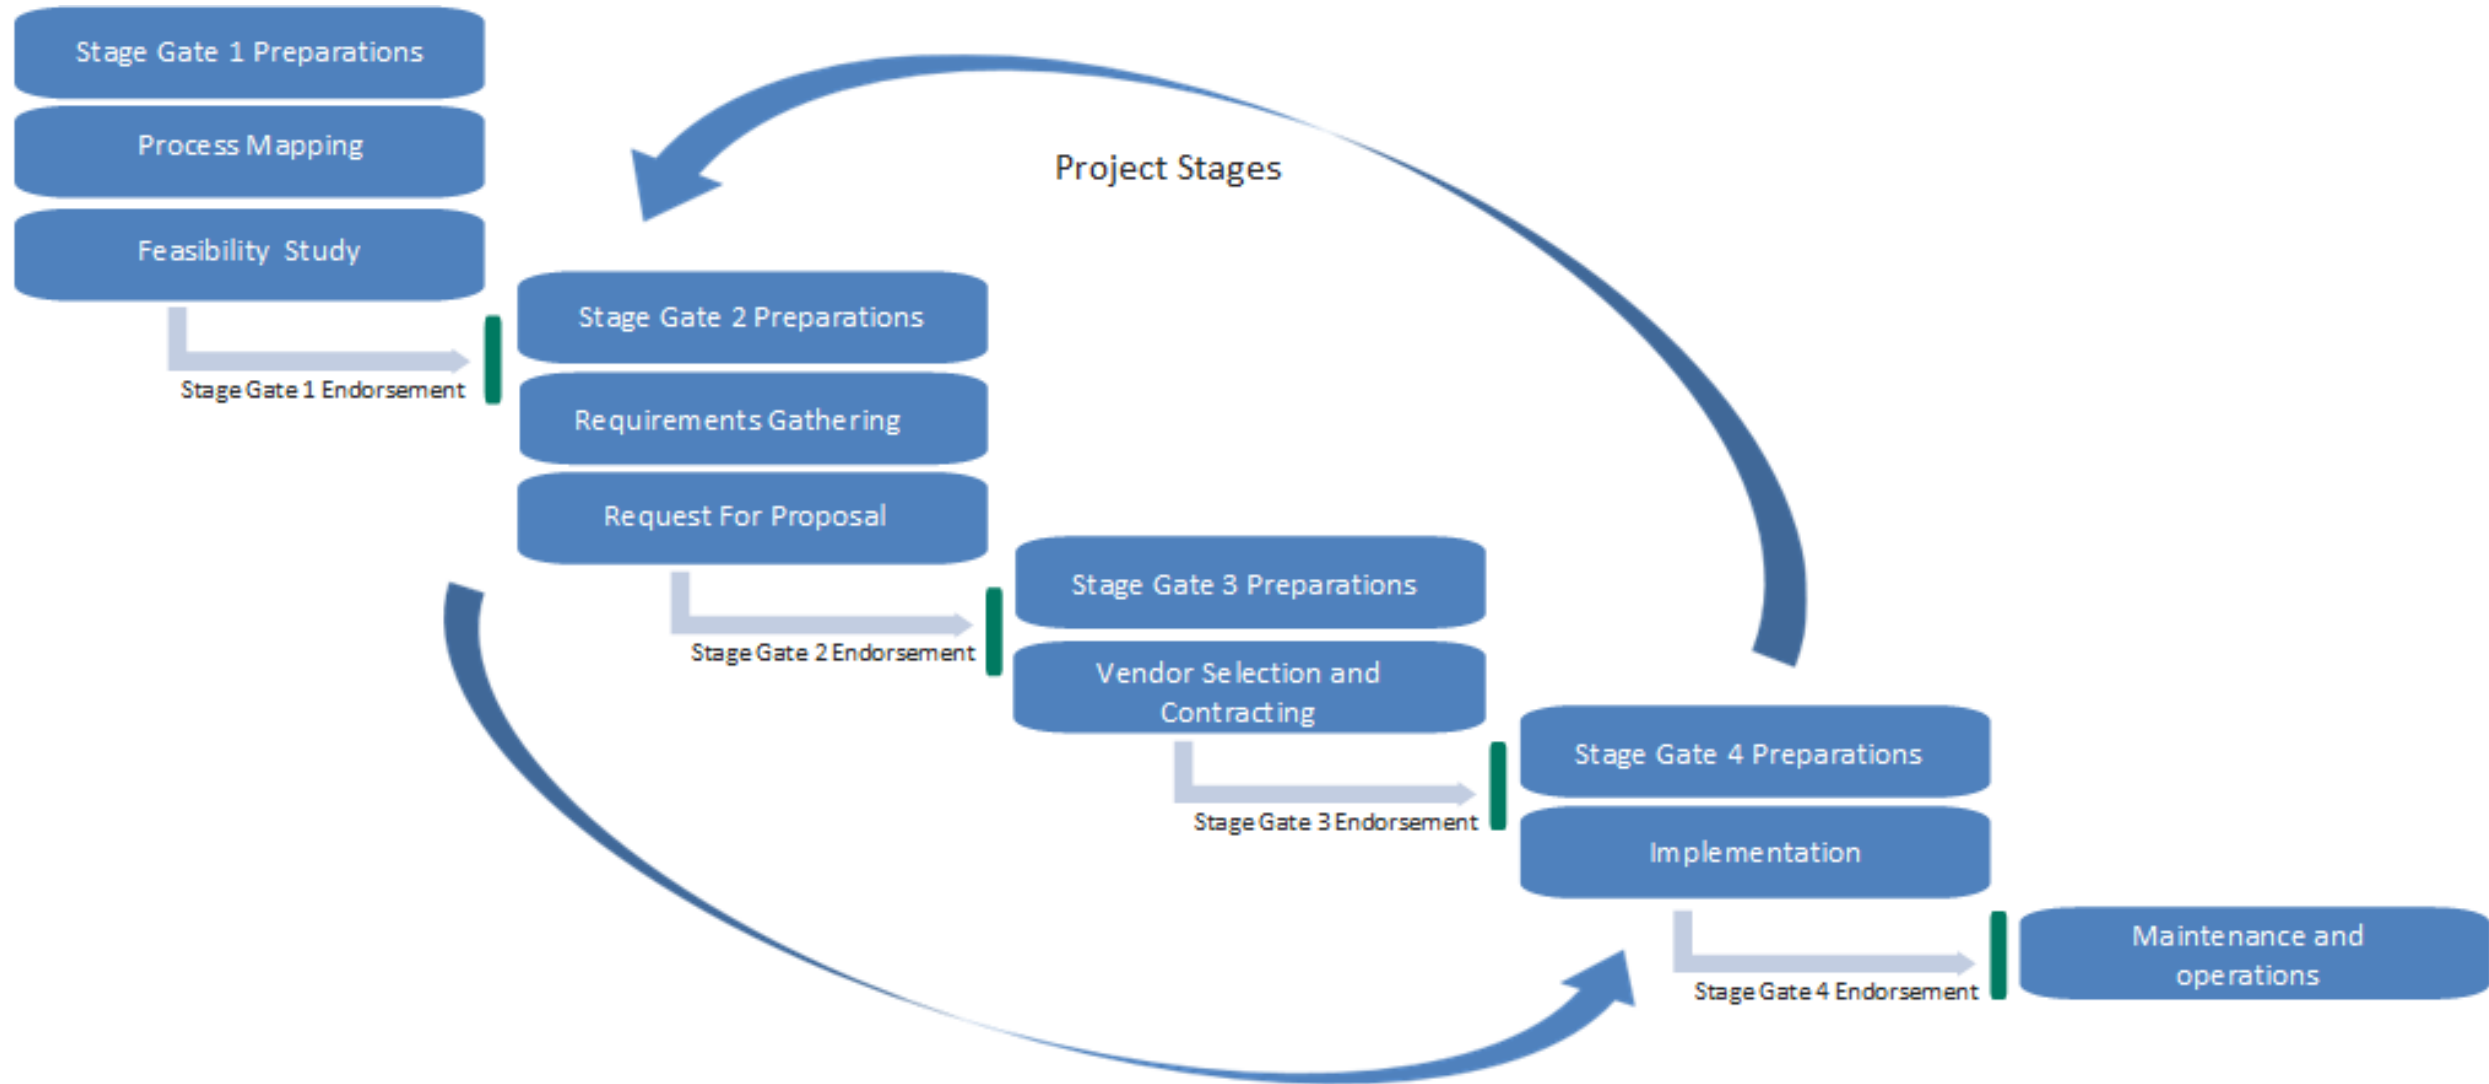 Stage Gate 1 Preparations
Process Mapping
Feasibility Study
Stage Gate 1 Endorsement
Project Stages
Stage Gate 2 Preparations
Requirements Gathering
Request For Proposal
Stage Gate 2 Endorsement
Stage Gate 3 Preparations
Vendor Selection and
Contracting
Stage Gate 3 Endorsement
Stage Gate 4 Preparations
Implementation
Stage Gate 4 Endorsement
Maintenance and
operations